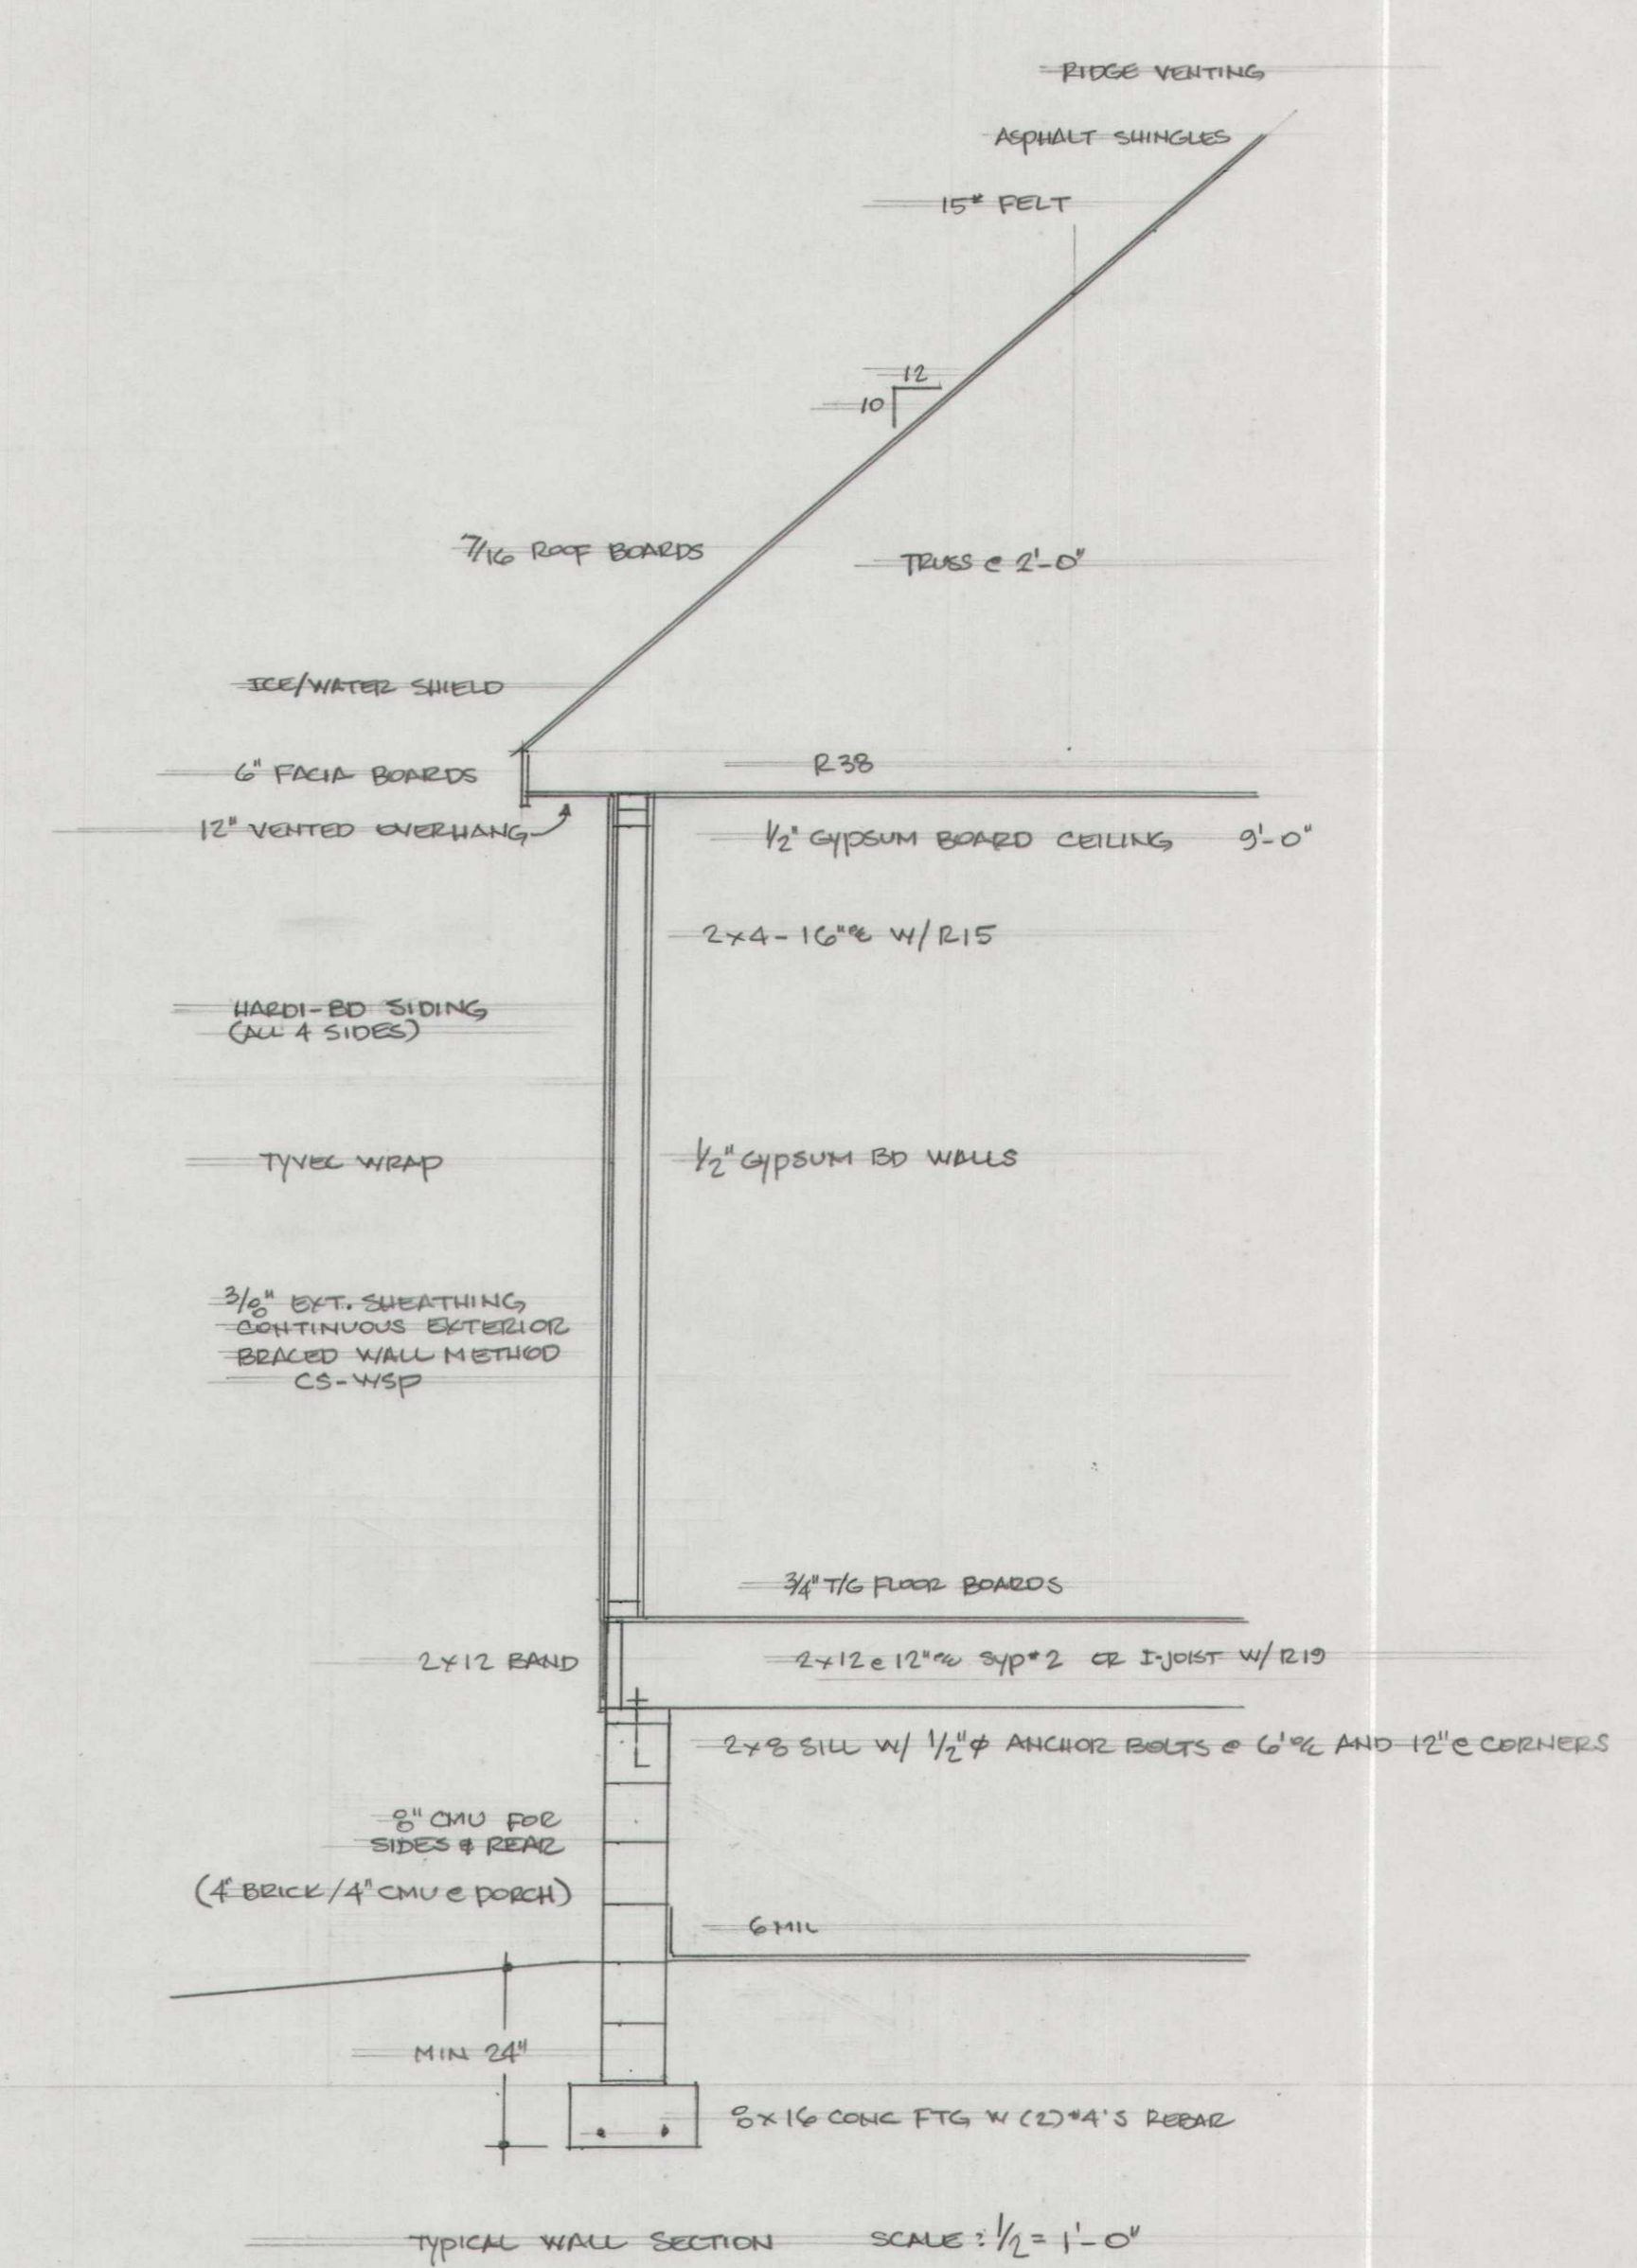 RIDGE VENTING
ASPHALT SHINGLES
15# FELT
12
10
7/16 ROOF BOARDS
TRUSS @ 2'-0"
ICE/WATER SHIELD
R38
6" FACIA BOARDS
12" VENTED OVERHANG
1/2" GYPSUM BOARD CEILING 9'-0"
2x4 - 16" o/c W/R15
HARDI-BD SIDING
(ALL 4 SIDES)
TYVEC WRAP
1/2" GYPSUM BD WALLS
3/8" EXT. SHEATHING
CONTINUOUS EXTERIOR
BRACED WALL METHOD
CS-WSP
3/4" T/G FLOOR BOARDS
2x12 BAND
2x12 @ 12" o/c SYP #2 OR I-JOIST W/R19
2x8 SILL W/ 1/2" ϕ ANCHOR BOLTS @ 6' o/c AND 12" @ CORNERS
8" CMU FOR
SIDES & REAR
(4" BRICK/4" CMU @ PORCH)
6 MIL
MIN 24"
8x16 CONC FTG W (2) #4'S REBAR
TYPICAL WALL SECTION SCALE: 1/2 = 1'-0"